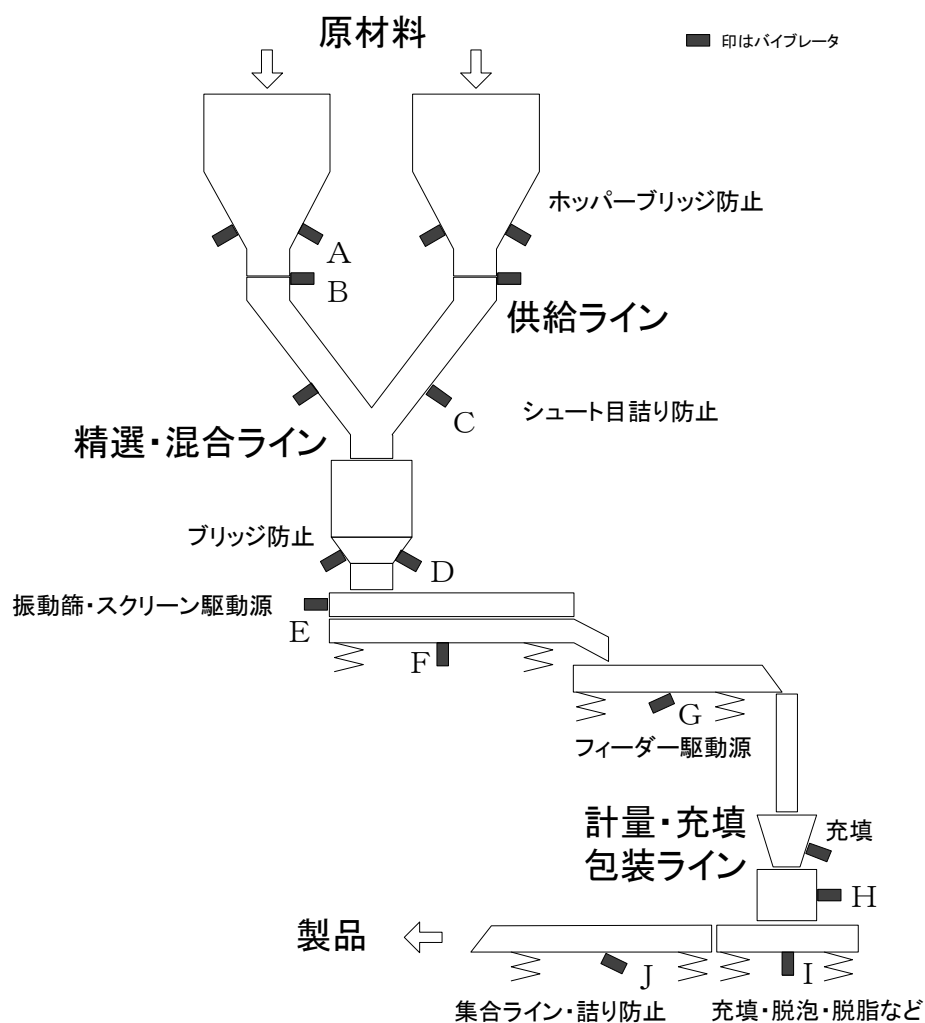 原材料
印はバイブレータ
ホッパーブリッジ防止
A
B
供給ライン
C
シュート目詰り防止
精選・混合ライン
ブリッジ防止
D
振動篩・スクリーン駆動源
E
F
G
フィーダー駆動源
計量・充填
包装ライン
充填
H
製品
I
J
集合ライン・詰り防止
充填・脱泡・脱脂など